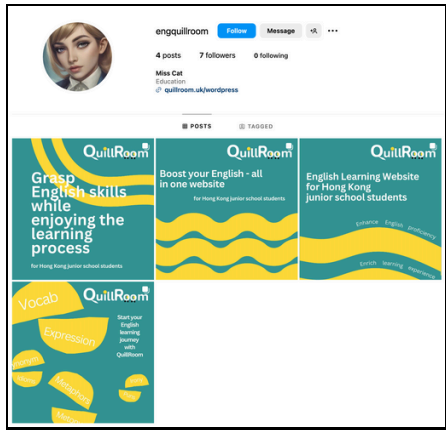 engquillroom Follow Message
4 posts 7 followers 0 following
Miss Cat
Education
quillroom.uk/wordpress
POSTS TAGGED
QuillRoom
Grasp
English skills
while
enjoying the
learning
process
for Hong Kong junior school students
QuillRoom
Boost your English - all
in one website
for Hong Kong junior school students
QuillRoom
English Learning Website
for Hong Kong
junior school students
Enhance English proficiency
Enrich learning experience
QuillRoom
Vocab
Expression
Metaphor
Start your
English
learning
journey
with
QuillRoom